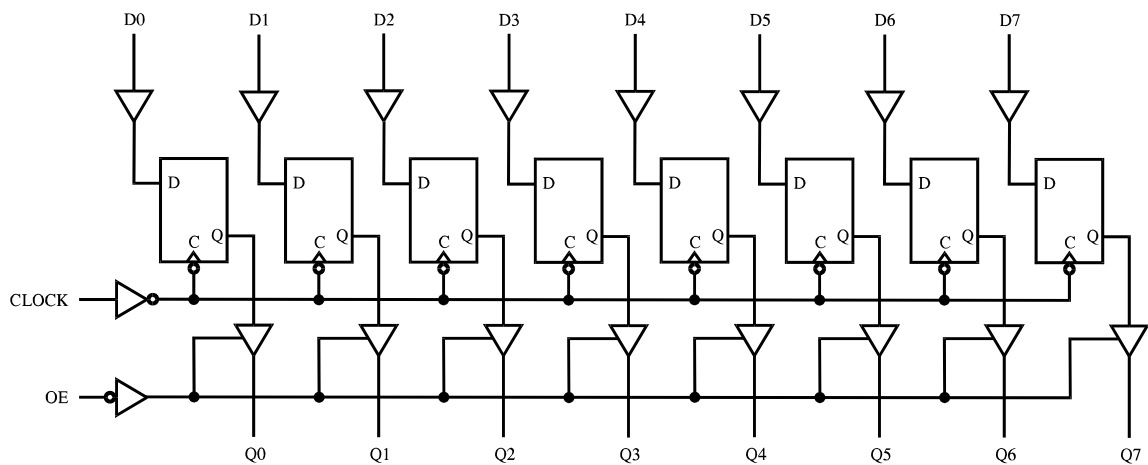 D0 D1 D2 D3 D4 D5 D6 D7
D D D D D D D D
Q Q Q Q Q Q Q Q
C C C C C C C C
CLOCK
OE
Q0 Q1 Q2 Q3 Q4 Q5 Q6 Q7